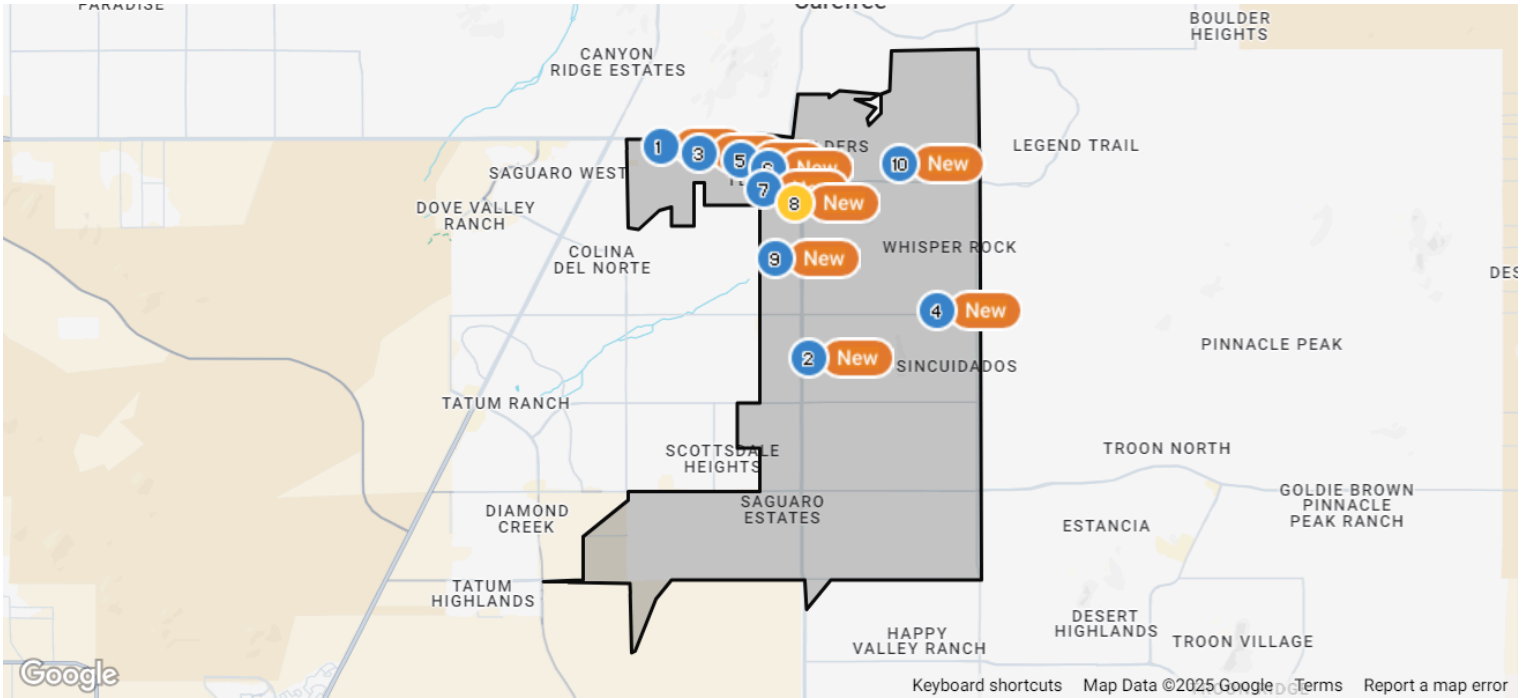 PARADISE
Carefree
BOULDER
HEIGHTS
CANYON
RIDGE ESTATES
LEGEND TRAIL
1
3
5
6
New
7
8
New
10
New
SAGUARO WEST
DOVE VALLEY
RANCH
COLINA
DEL NORTE
WHISPER ROCK
9
New
4
New
2
New
SINCUIDADOS
PINNACLE PEAK
TATUM RANCH
SCOTTSDALE
HEIGHTS
TROON NORTH
DIAMOND
CREEK
SAGUARO
ESTATES
ESTANCIA
GOLDIE BROWN
PINNACLE
PEAK RANCH
TATUM
HIGHLANDS
HAPPY
VALLEY RANCH
DESERT
HIGHLANDS
TROON VILLAGE
Google
Keyboard shortcuts
Map Data ©2025 Google
Terms
Report a map error